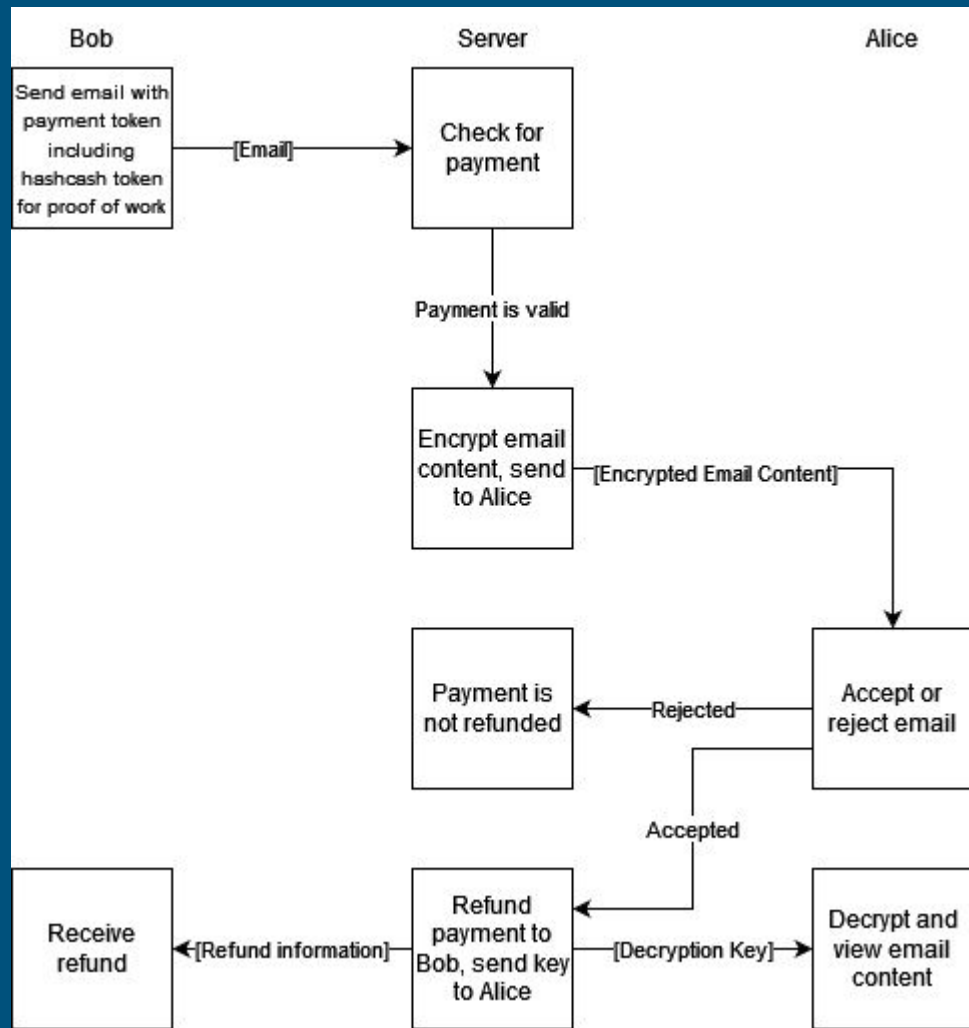 Bob
Server
Alice
Send email with
payment token
including
hashcash token
for proof of work
[Email]
Check for
payment
Payment is valid
Encrypt email
content, send
to Alice
[Encrypted Email Content]
Payment is
not refunded
Rejected
Accept or
reject email
Accepted
Receive
refund
[Refund information]
Refund
payment to
Bob, send key
to Alice
[Decryption Key]
Decrypt and
view email
content